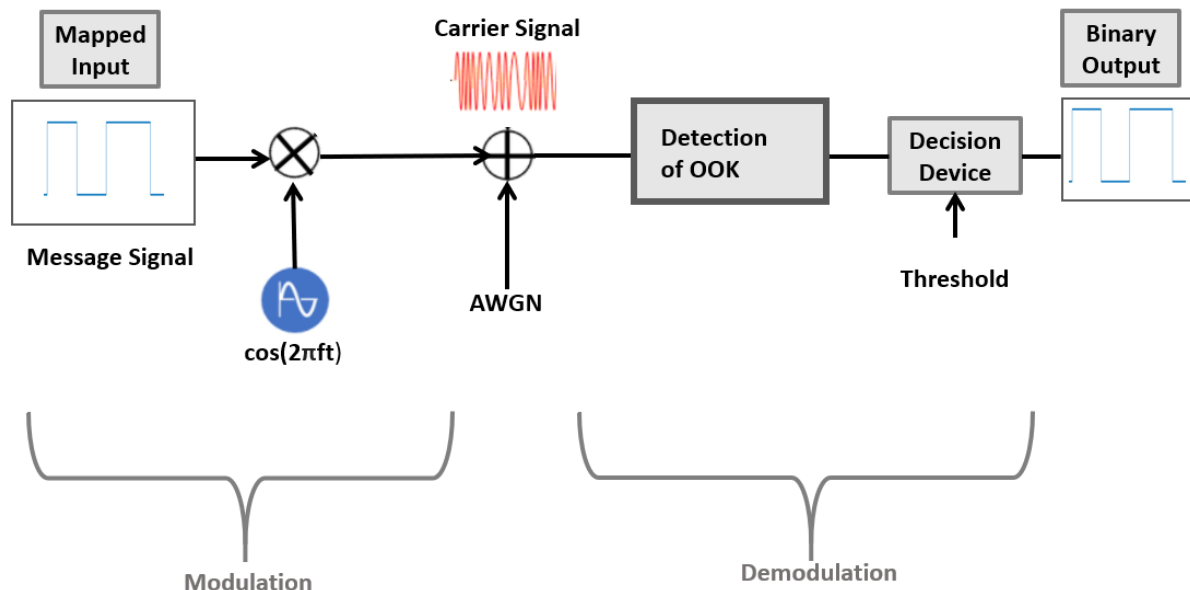 Mapped
Input
Carrier Signal
Binary
Output
Detection
of OOK
Decision
Device
Message Signal
Threshold
AWGN
cos(2πft)
Modulation
Demodulation